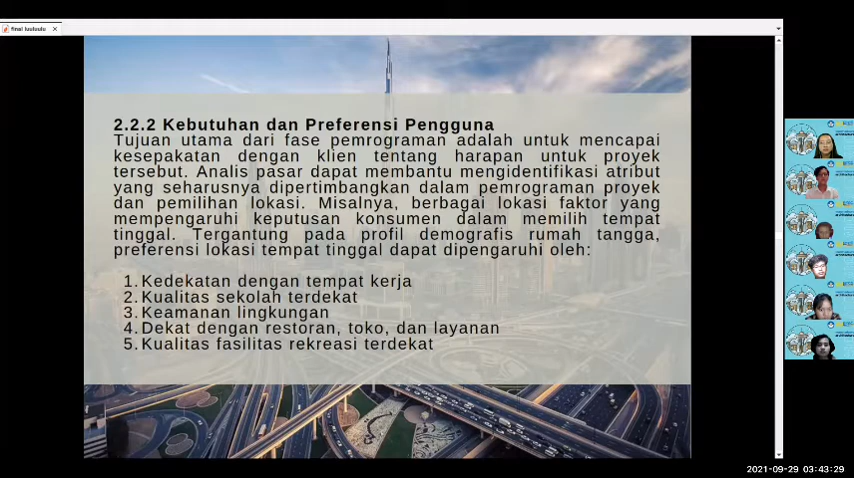 final luuluulu
2.2.2 Kebutuhan dan Preferensi Pengguna
Tujuan utama dari fase pemrograman adalah untuk mencapai
kesepakatan dengan klien tentang harapan untuk proyek
tersebut. Analis pasar dapat membantu mengidentifikasi atribut
yang seharusnya dipertimbangkan dalam pemrograman proyek
dan pemilihan lokasi. Misalnya, berbagai lokasi faktor yang
mempengaruhi keputusan konsumen dalam memilih tempat
tinggal. Tergantung pada profil demografis rumah tangga,
preferensi lokasi tempat tinggal dapat dipengaruhi oleh:
1. Kedekatan dengan tempat kerja
2. Kualitas sekolah terdekat
3. Keamanan lingkungan
4. Dekat dengan restoran, toko, dan layanan
5. Kualitas fasilitas rekreasi terdekat
2021-09-29 03:43:29